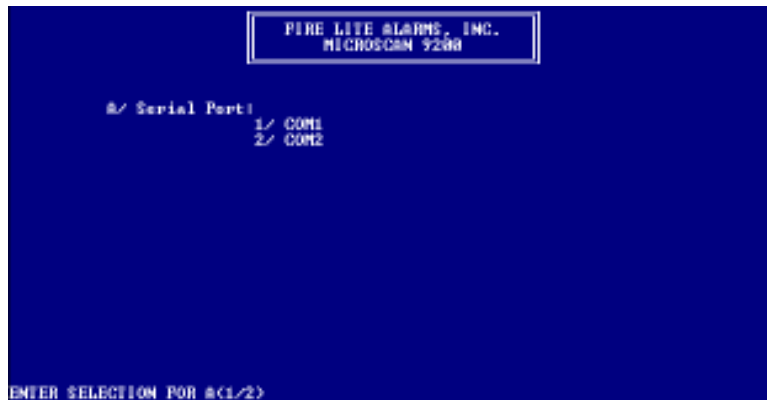 FIRE LITE ALARMS, INC.
MICROSCAN 9200
A/ Serial Port:
1/ COM1
2/ COM2
ENTER SELECTION FOR A(1/2)